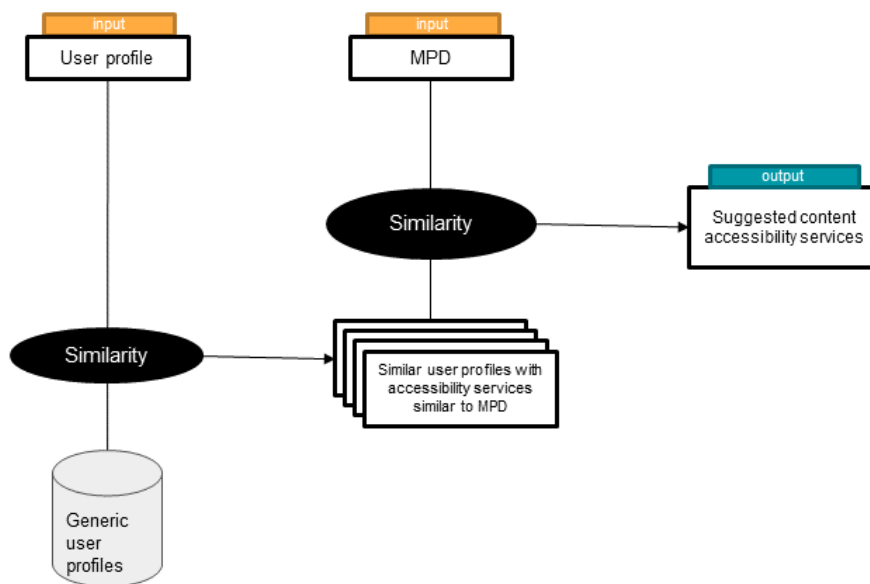 input
User profile
input
MPD
Similarity
output
Suggested content
accessibility services
Similarity
Similar user profiles with
accessibility services
similar to MPD
Generic
user
profiles